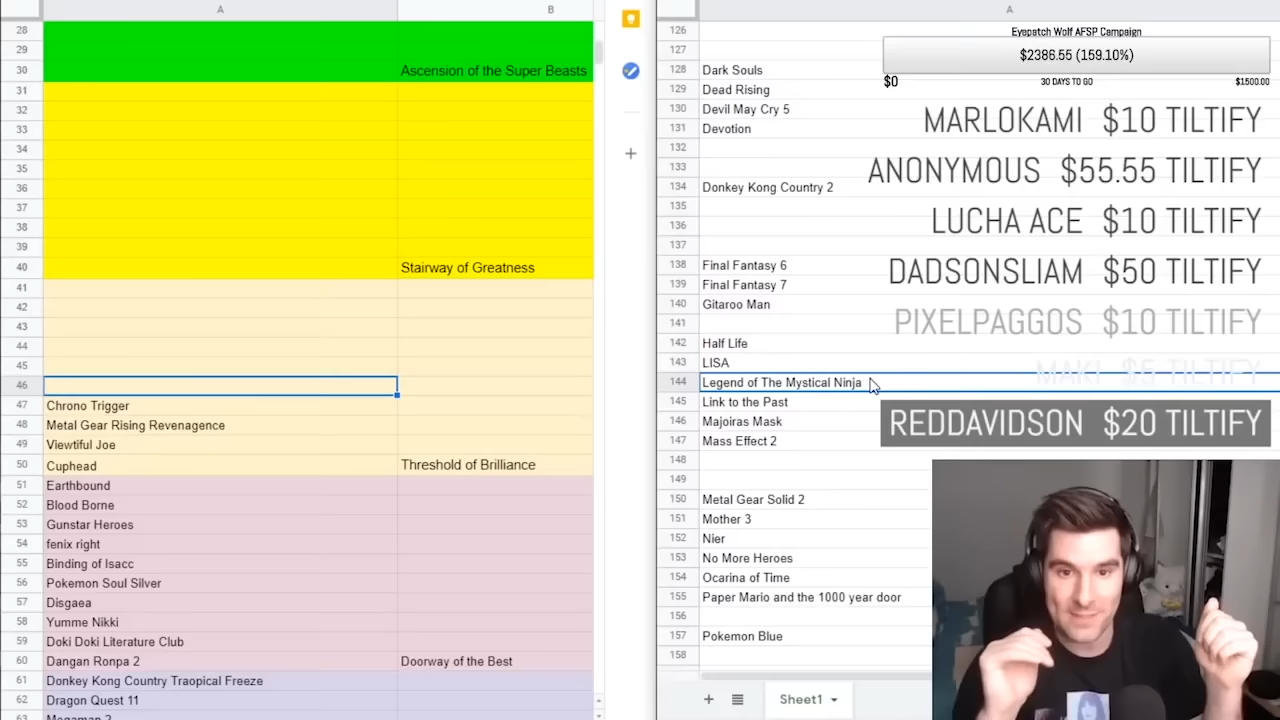 A
B
28
29
30 Ascension of the Super Beasts
31
32
33
34
35
36
37
38
39
40 Stairway of Greatness
41
42
43
44
45
46
47 Chrono Trigger
48 Metal Gear Rising Revenagence
49 Viewtiful Joe
50 Cuphead Threshold of Brilliance
51 Earthbound
52 Blood Borne
53 Gunstar Heroes
54 fenix right
55 Binding of Isacc
56 Pokemon Soul Silver
57 Disgaea
58 Yumme Nikki
59 Doki Doki Literature Club
60 Dangan Ronpa 2 Doorway of the Best
61 Donkey Kong Country Traopical Freeze
62 Dragon Quest 11
63 Megaman 2
A
126
127
128 Dark Souls
129 Dead Rising
130 Devil May Cry 5
131 Devotion
132
133
134 Donkey Kong Country 2
135
136
137
138 Final Fantasy 6
139 Final Fantasy 7
140 Gitaroo Man
141
142 Half Life
143 LISA
144 Legend of The Mystical Ninja
145 Link to the Past
146 Majoiras Mask
147 Mass Effect 2
148
149
150 Metal Gear Solid 2
151 Mother 3
152 Nier
153 No More Heroes
154 Ocarina of Time
155 Paper Mario and the 1000 year door
156
157 Pokemon Blue
158
Sheet1
Eyepatch Wolf AFSP Campaign
$2386.55 (159.10%)
$0 30 DAYS TO GO $1500.00
MARLOKAMI $10 TILTIFY
ANONYMOUS $55.55 TILTIFY
LUCHA ACE $10 TILTIFY
DADSONSLIAM $50 TILTIFY
PIXELPAGGOS $10 TILTIFY
MAKI $5 TILTIFY
REDDAVIDSON $20 TILTIFY